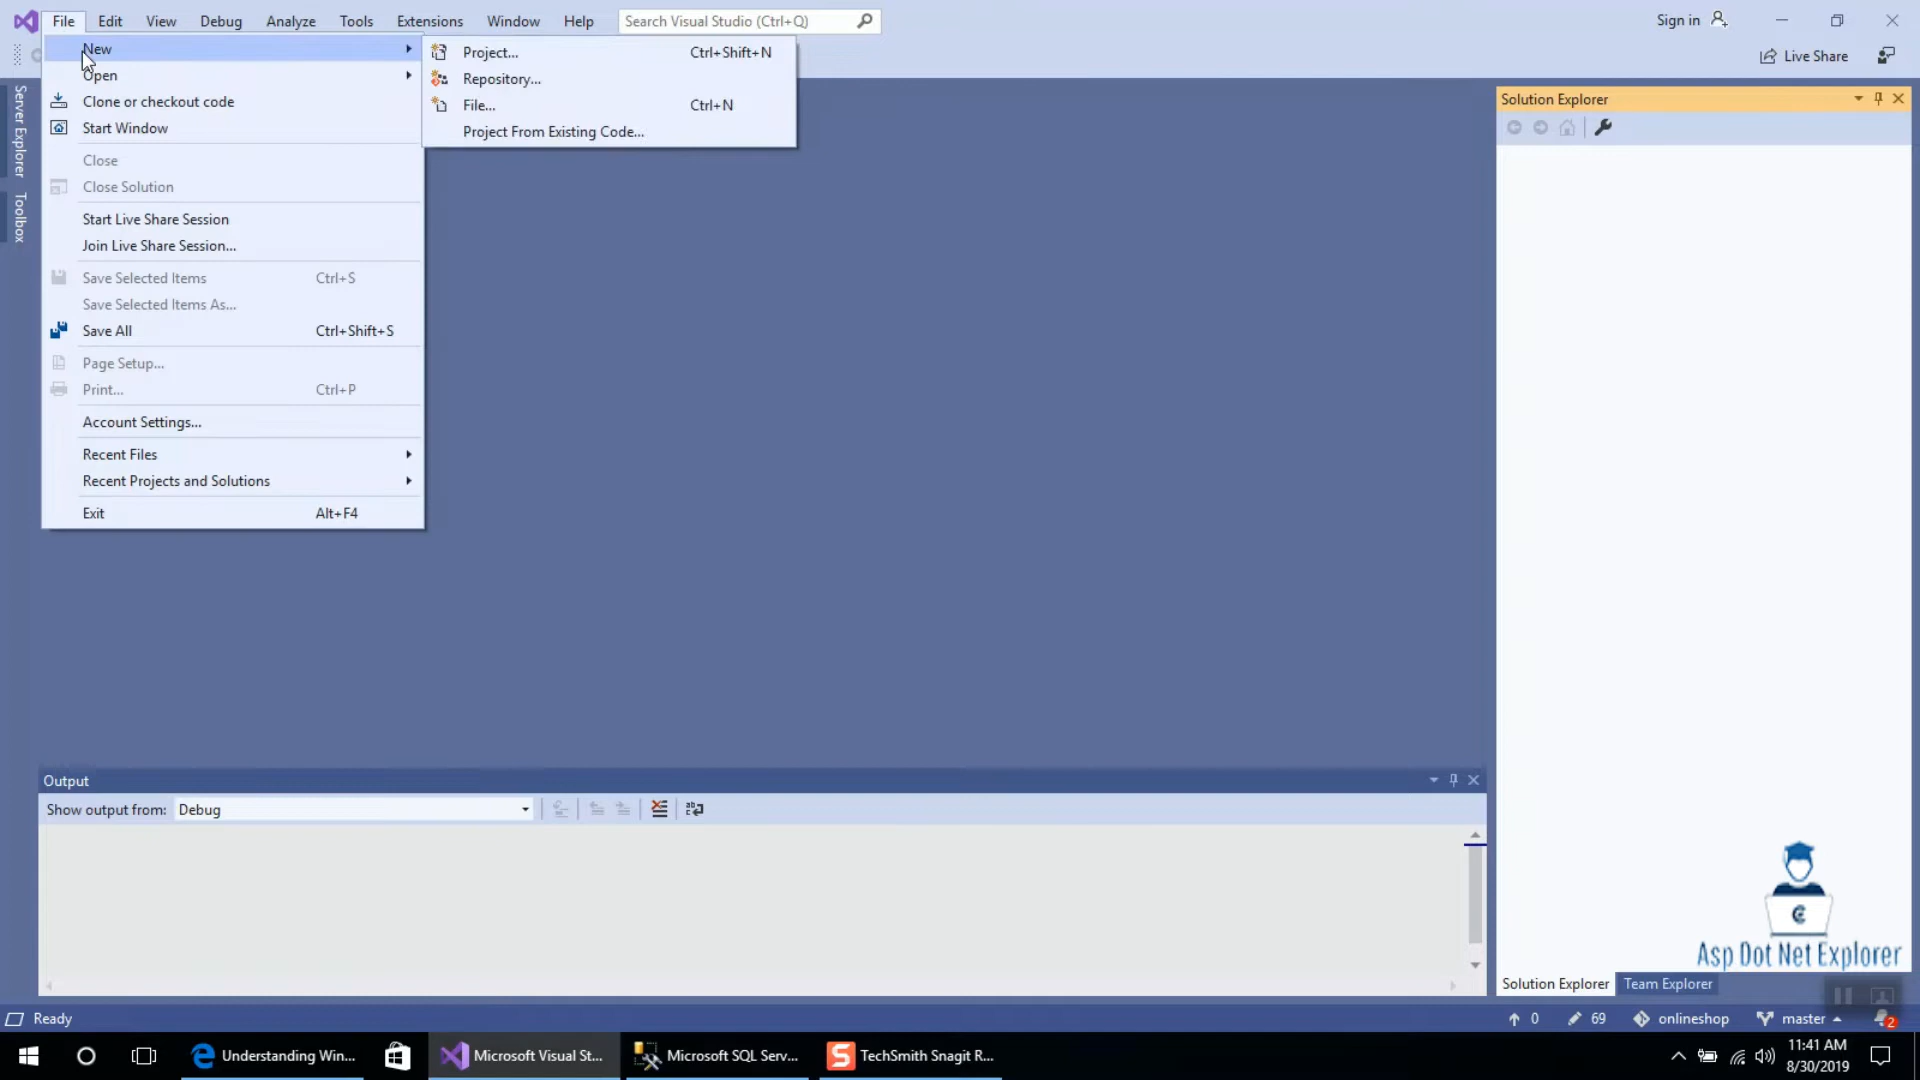 File Edit View Debug Analyze Tools Extensions Window Help Search Visual Studio (Ctrl+Q) Sign in
Live Share
New
Open
Clone or checkout code
Start Window
Close
Close Solution
Start Live Share Session
Join Live Share Session...
Save Selected Items Ctrl+S
Save Selected Items As...
Save All Ctrl+Shift+S
Page Setup...
Print... Ctrl+P
Account Settings...
Recent Files
Recent Projects and Solutions
Exit Alt+F4
Project... Ctrl+Shift+N
Repository...
File... Ctrl+N
Project From Existing Code...
Server Explorer
Toolbox
Solution Explorer
Output
Show output from: Debug
Asp Dot Net Explorer
Solution Explorer Team Explorer
Ready 0 69 onlineshop master 2
Understanding Win... Microsoft Visual St... Microsoft SQL Serv... TechSmith Snagit R... 11:41 AM
8/30/2019